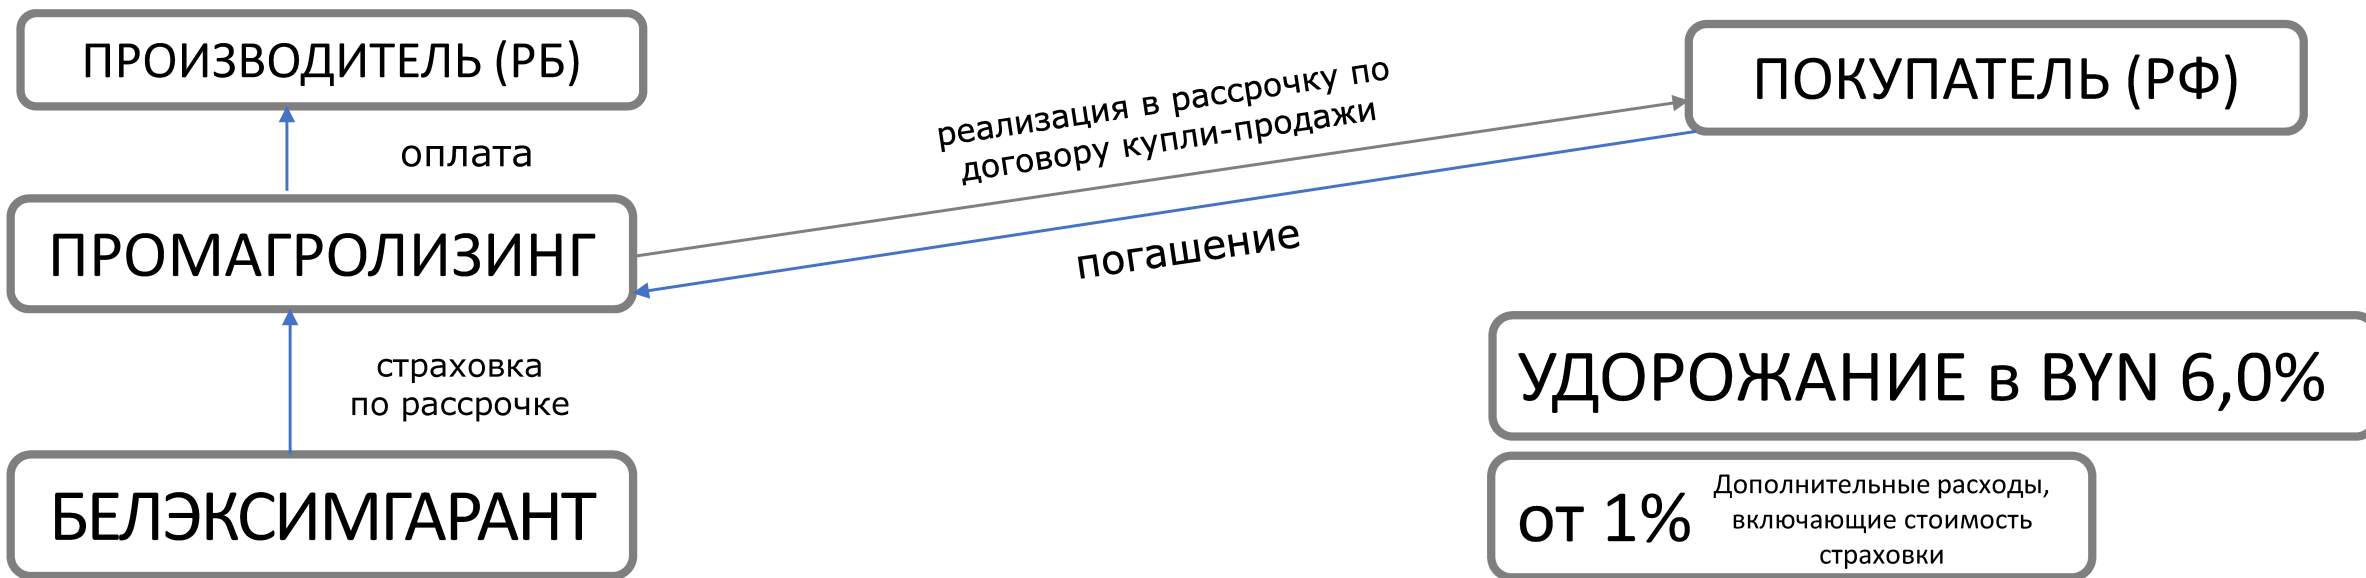 ПРОИЗВОДИТЕЛЬ (РБ)
оплата
ПРОМАГРОЛИЗИНГ
страховка
по рассрочке
БЕЛЭКСИМГАРАНТ
реализация в рассрочку по
договору купли-продажи
погашение
ПОКУПАТЕЛЬ (РФ)
УДОРОЖАНИЕ в BYN 6,0%
от 1%
Дополнительные расходы,
включающие стоимость
страховки